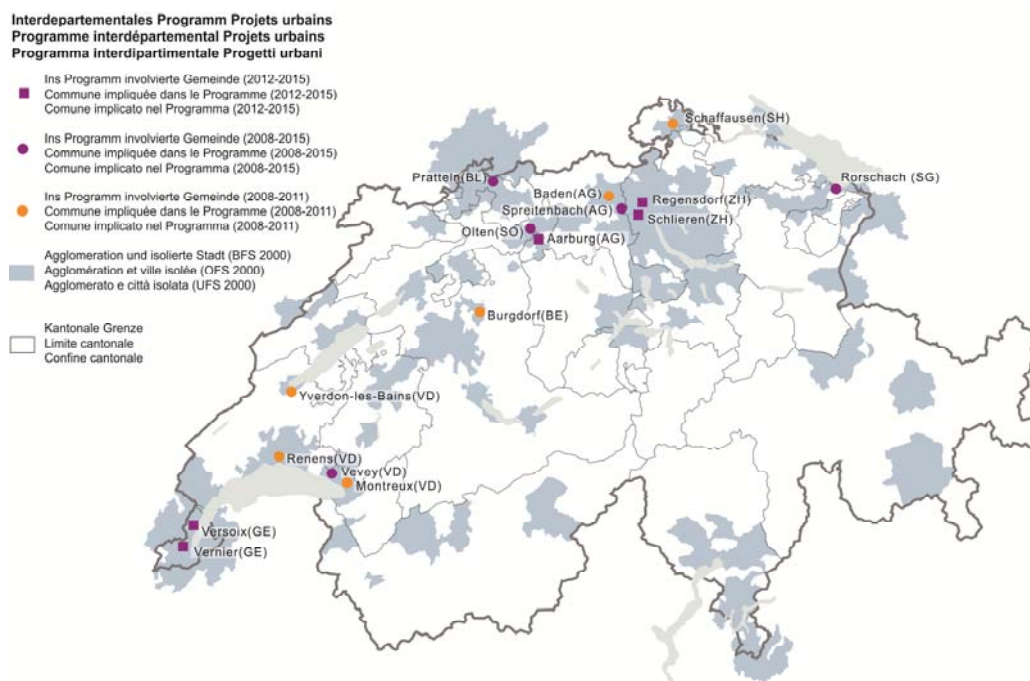 Interdepartementales Programm Projets urbains
Programme interdépartemental Projets urbains
Programma interdipartimentale Progetti urbani
Ins Programm involvierte Gemeinde (2012-2015)
Commune impliquée dans le Programme (2012-2015)
Comune implicato nel Programma (2012-2015)
Ins Programm involvierte Gemeinde (2008-2015)
Commune impliquée dans le Programme (2008-2015)
Comune implicato nel Programma (2008-2015)
Ins Programm involvierte Gemeinde (2008-2011)
Commune impliquée dans le Programme (2008-2011)
Comune implicato nel Programma (2008-2011)
Agglomeration und isolierte Stadt (BFS 2000)
Agglomération et ville isolée (OFS 2000)
Agglomerato e città isolata (UFS 2000)
Kantonale Grenze
Limite cantonale
Confine cantonale
Schaffausen(SH)
Pratteln(BL)
Rorschach (SG)
Baden(AG)
Regensdorf(ZH)
Spreitenbach(AG)
Schlieren(ZH)
Olten(SO)
Aarburg(AG)
Burgdorf(BE)
Yverdon-les-Bains(VD)
Renens(VD)
Vevey(VD)
Montreux(VD)
Versoix(GE)
Vernier(GE)